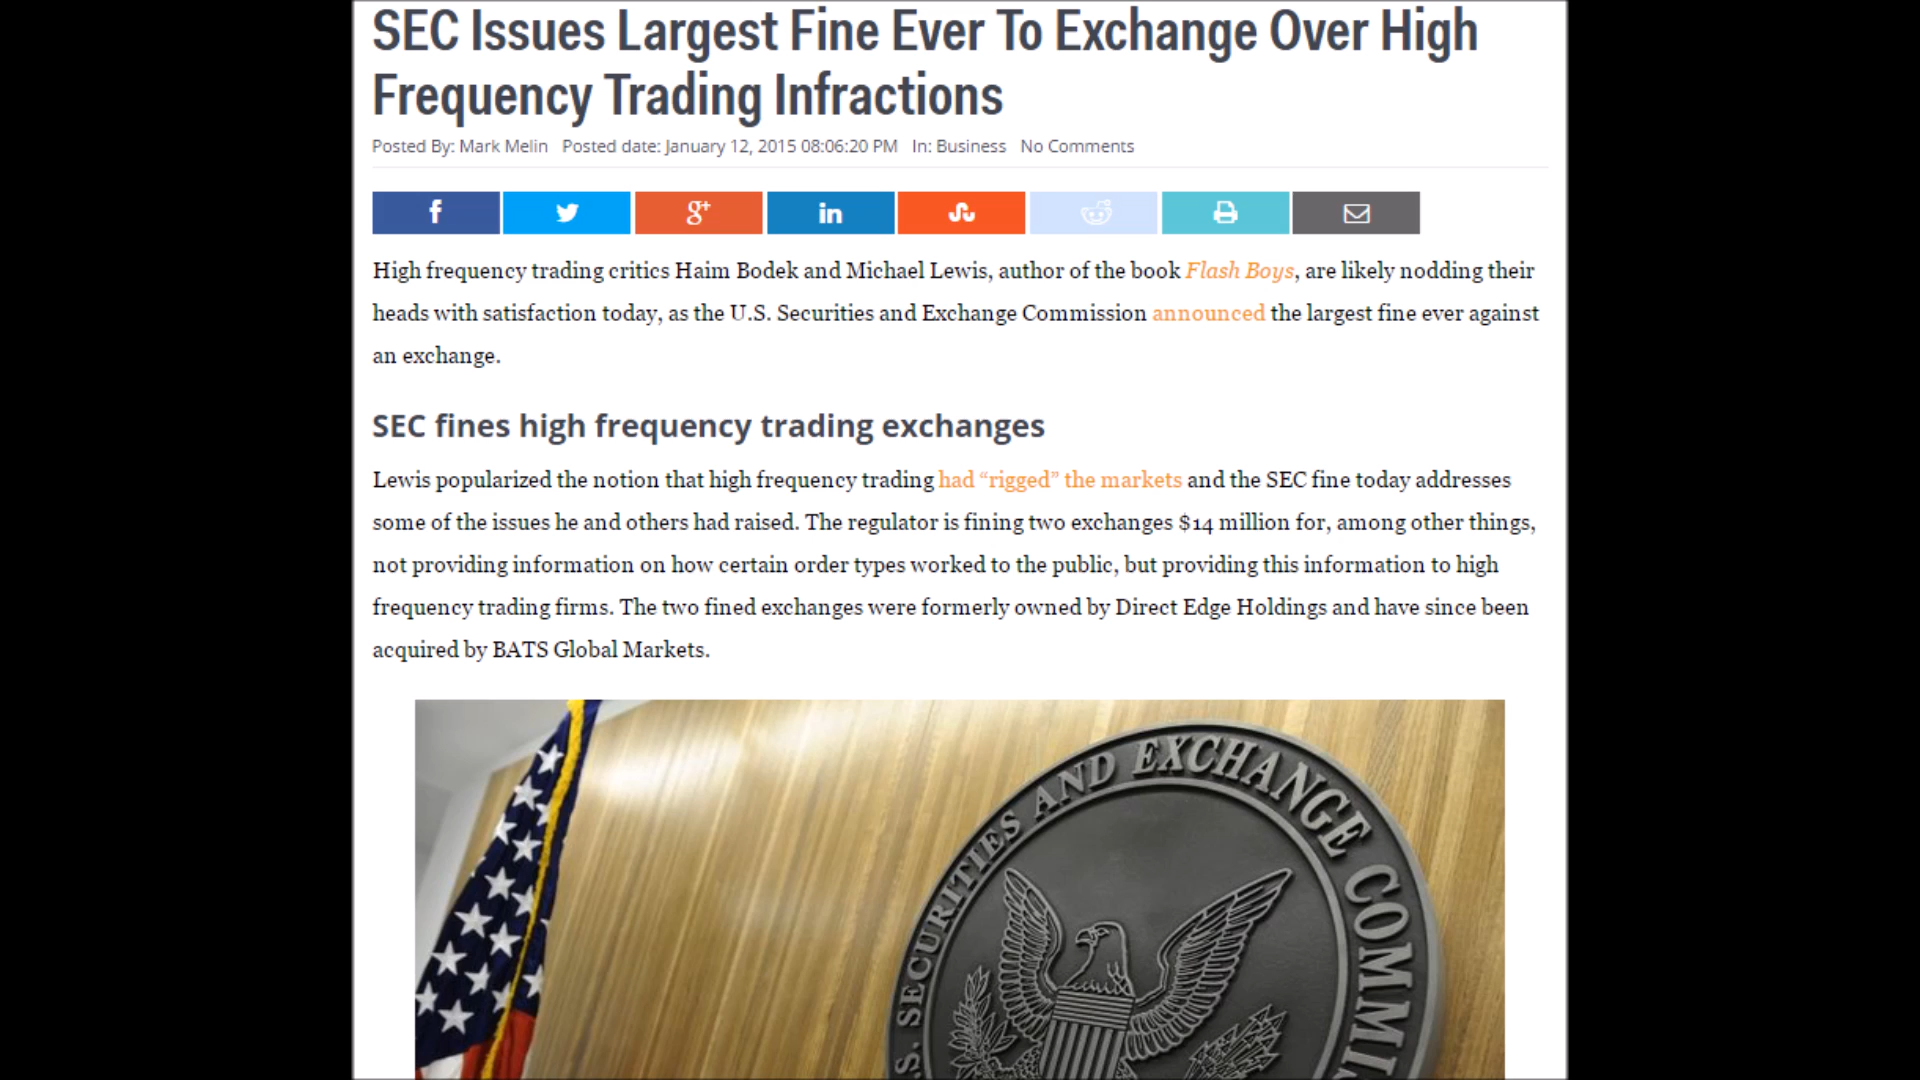 SEC Issues Largest Fine Ever To Exchange Over High
Frequency Trading Infractions
Posted By: Mark Melin Posted date: January 12, 2015 08:06:20 PM In: Business No Comments
f g+ in
High frequency trading critics Haim Bodek and Michael Lewis, author of the book Flash Boys, are likely nodding their
heads with satisfaction today, as the U.S. Securities and Exchange Commission announced the largest fine ever against
an exchange.
SEC fines high frequency trading exchanges
Lewis popularized the notion that high frequency trading had “rigged” the markets and the SEC fine today addresses
some of the issues he and others had raised. The regulator is fining two exchanges $14 million for, among other things,
not providing information on how certain order types worked to the public, but providing this information to high
frequency trading firms. The two fined exchanges were formerly owned by Direct Edge Holdings and have since been
acquired by BATS Global Markets.
.S. SECURITIES AND EXCHANGE COMMI